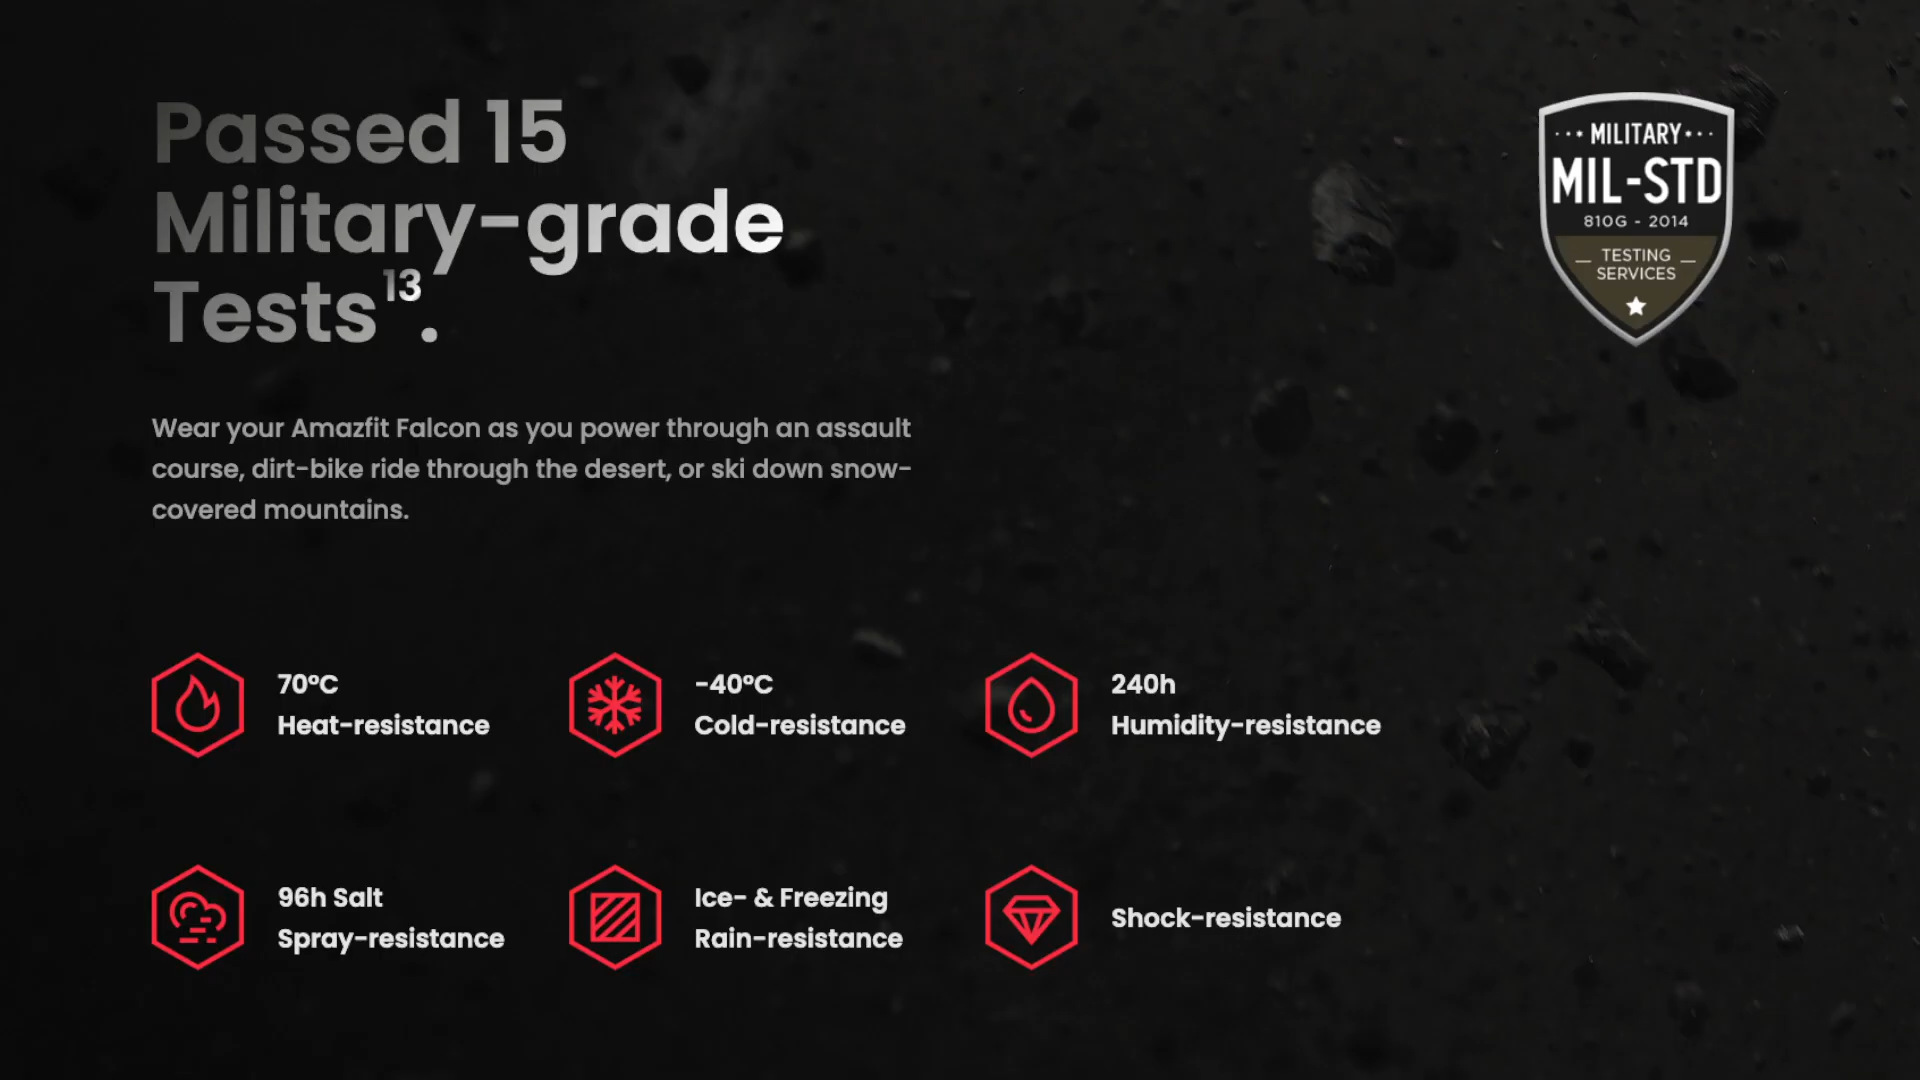 Passed 15
Military-grade
Tests¹³.
MILITARY
MIL-STD
810G - 2014
TESTING
SERVICES
Wear your Amazfit Falcon as you power through an assault
course, dirt-bike ride through the desert, or ski down snow-
covered mountains.
70°C
Heat-resistance
-40°C
Cold-resistance
240h
Humidity-resistance
96h Salt
Spray-resistance
Ice- & Freezing
Rain-resistance
Shock-resistance